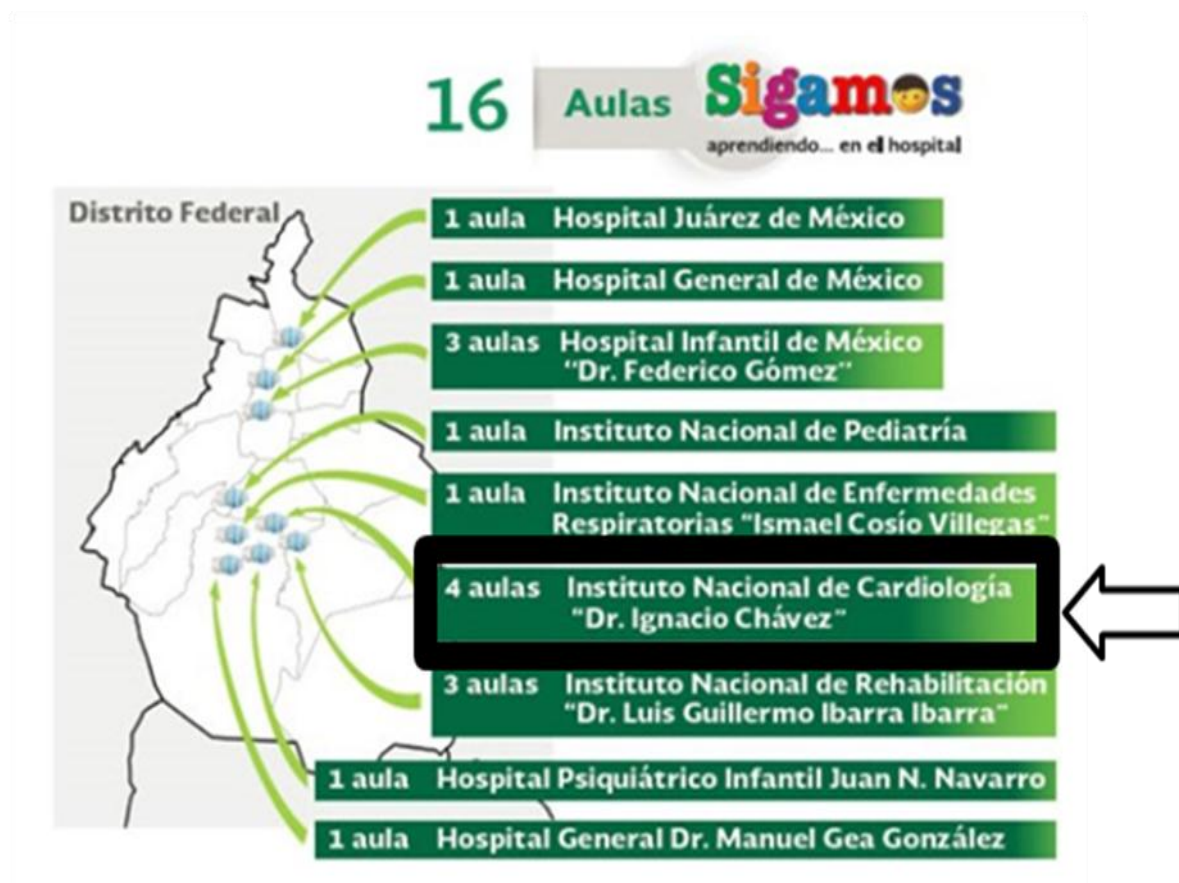 16 Aulas Sigamos
aprendiendo... en el hospital
Distrito Federal
1 aula Hospital Juárez de México
1 aula Hospital General de México
3 aulas Hospital Infantil de México
"Dr. Federico Gómez"
1 aula Instituto Nacional de Pediatría
1 aula Instituto Nacional de Enfermedades
Respiratorias "Ismael Cosío Villegas"
4 aulas Instituto Nacional de Cardiología
"Dr. Ignacio Chávez"
3 aulas Instituto Nacional de Rehabilitación
"Dr. Luis Guillermo Ibarra Ibarra"
1 aula Hospital Psiquiátrico Infantil Juan N. Navarro
1 aula Hospital General Dr. Manuel Gea González